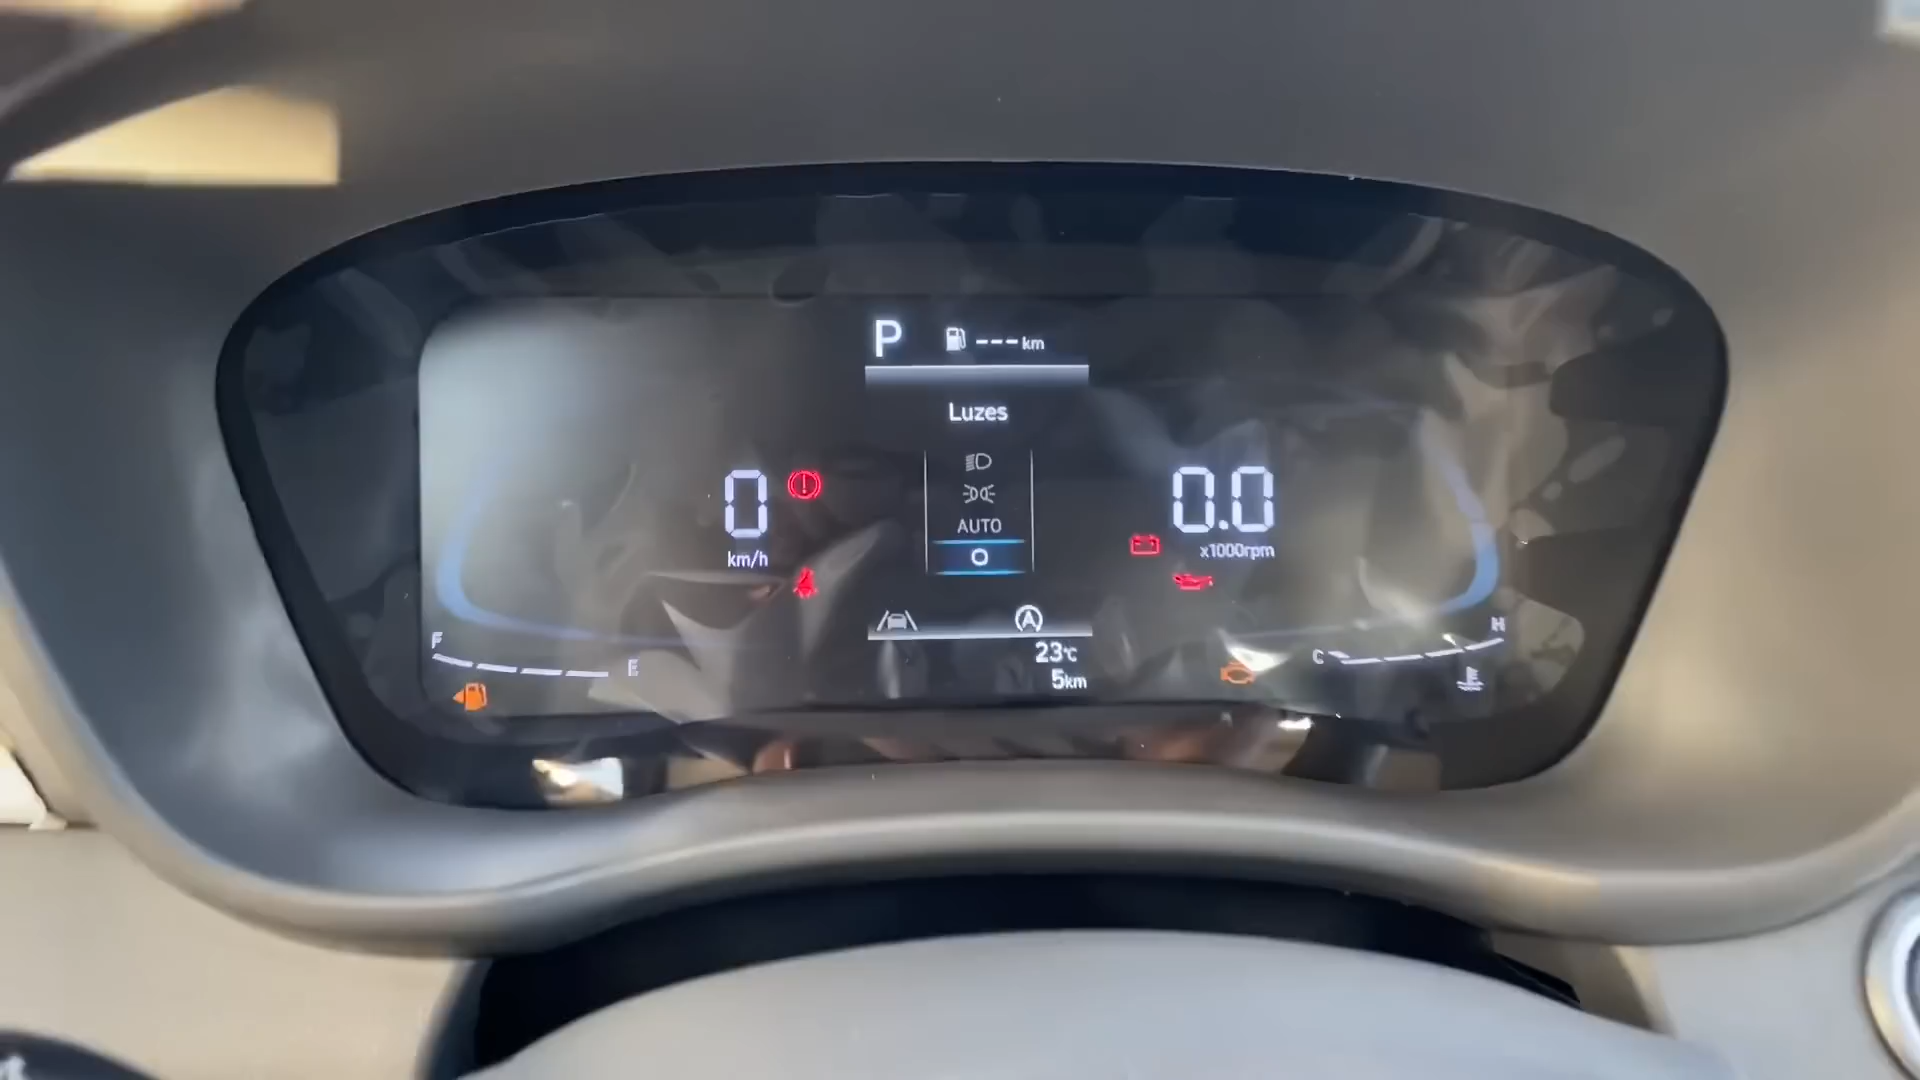 P --- km
Luzes
AUTO
0
km/h
0.0
x1000rpm
A
F
E
C
H
23°C
5km